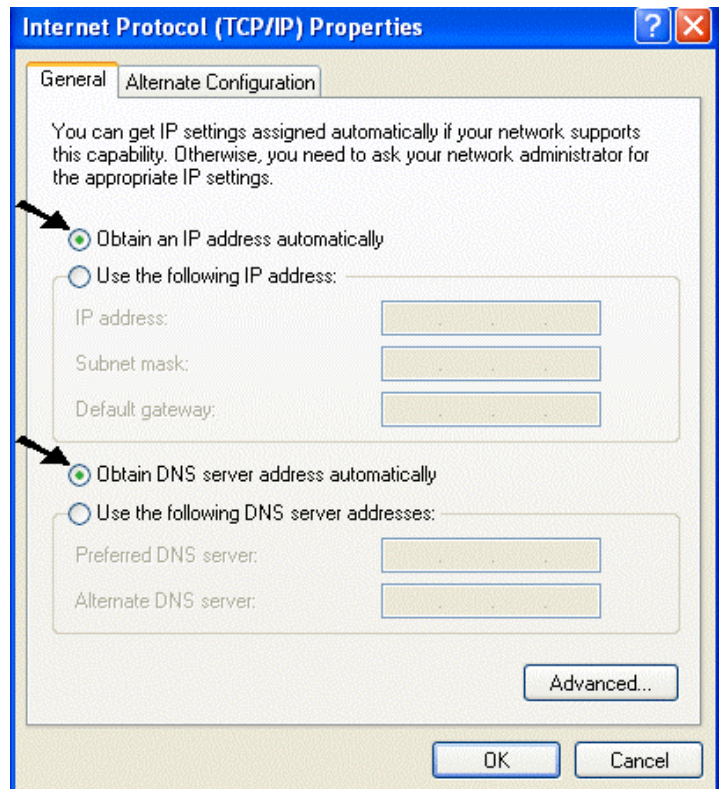 Internet Protocol (TCP/IP) Properties
General
Alternate Configuration
You can get IP settings assigned automatically if your network supports
this capability. Otherwise, you need to ask your network administrator for
the appropriate IP settings.
Obtain an IP address automatically
Use the following IP address:
IP address:
Subnet mask:
Default gateway:
Obtain DNS server address automatically
Use the following DNS server addresses:
Preferred DNS server:
Alternate DNS server:
Advanced...
OK
Cancel